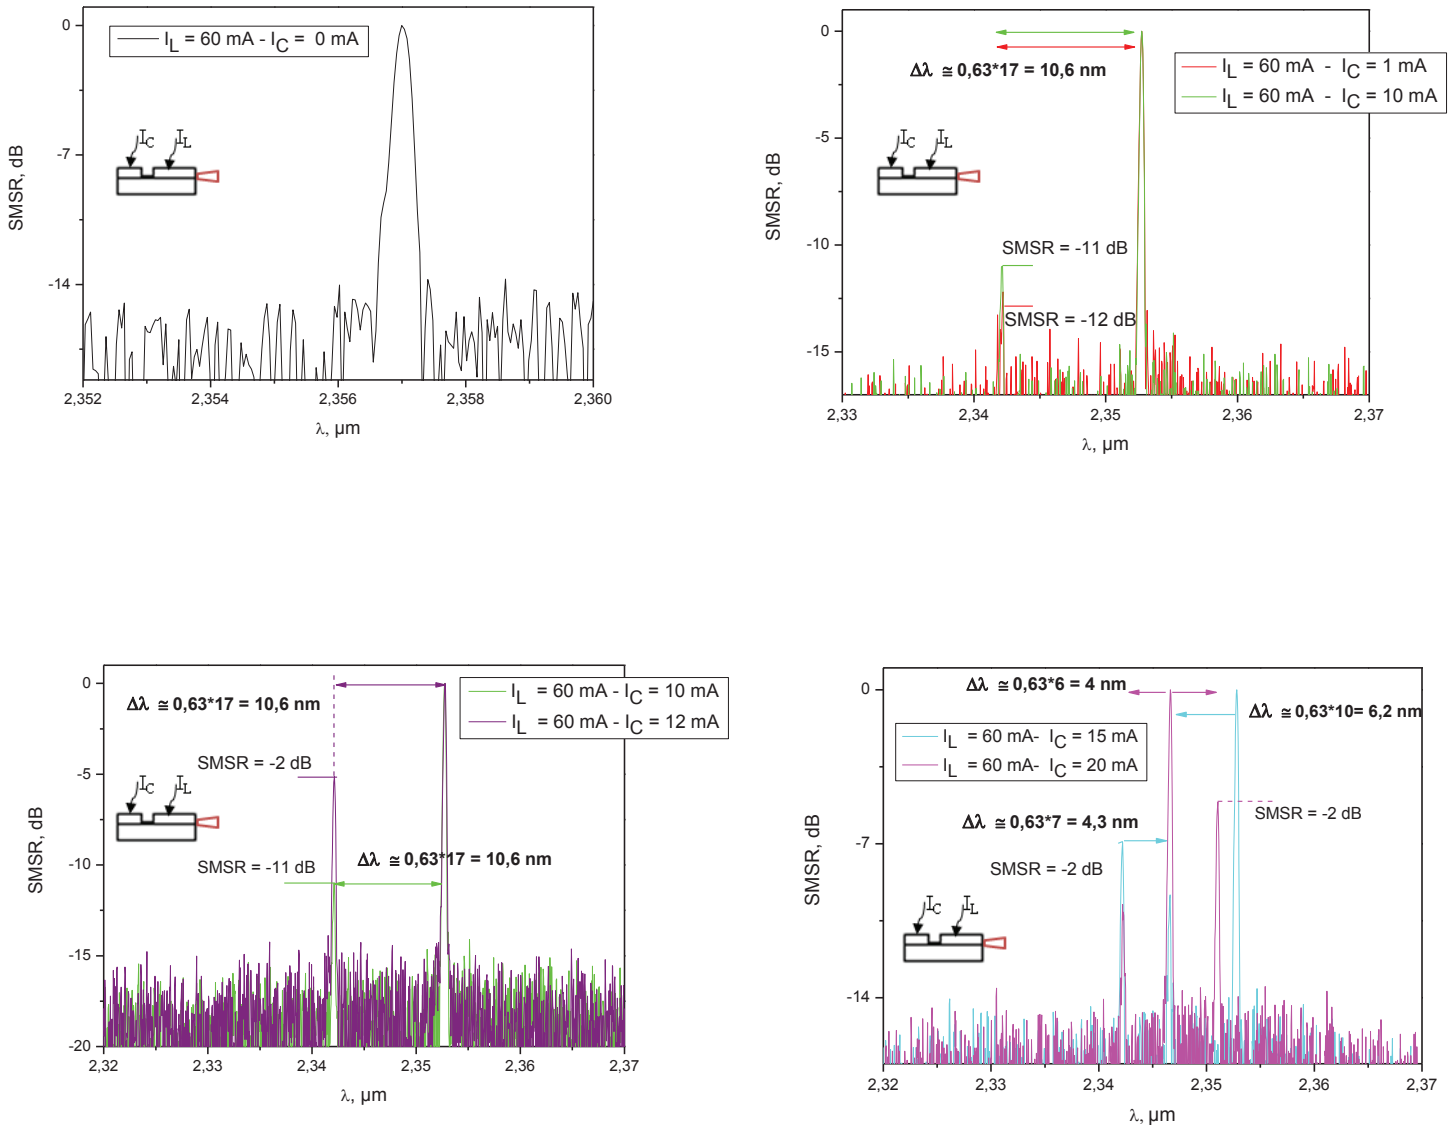 0
-7
-14
SMSR, dB
I_L = 60 mA - I_C = 0 mA
I_C
I_L
2,352
2,354
2,356
2,358
2,360
λ, µm
0
-5
-10
-15
SMSR, dB
Δλ ≅ 0,63*17 = 10,6 nm
I_L = 60 mA - I_C = 1 mA
I_L = 60 mA - I_C = 10 mA
I_C
I_L
SMSR = -11 dB
SMSR = -12 dB
2,33
2,34
2,35
2,36
2,37
λ, µm
0
-5
-10
-15
-20
SMSR, dB
Δλ ≅ 0,63*17 = 10,6 nm
I_L = 60 mA - I_C = 10 mA
I_L = 60 mA - I_C = 12 mA
SMSR = -2 dB
I_C
I_L
SMSR = -11 dB
Δλ ≅ 0,63*17 = 10,6 nm
2,32
2,33
2,34
2,35
2,36
2,37
λ, µm
0
-7
-14
SMSR, dB
Δλ ≅ 0,63*6 = 4 nm
Δλ ≅ 0,63*10= 6,2 nm
I_L = 60 mA- I_C = 15 mA
I_L = 60 mA- I_C = 20 mA
Δλ ≅ 0,63*7 = 4,3 nm
SMSR = -2 dB
SMSR = -2 dB
I_C
I_L
2,32
2,33
2,34
2,35
2,36
2,37
λ, µm